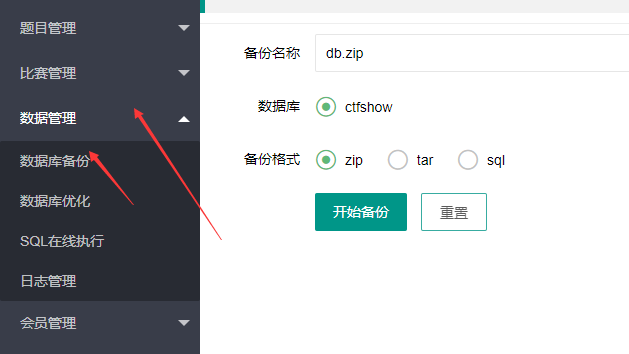 题目管理
比赛管理
数据管理
数据库备份
数据库优化
SQL在线执行
日志管理
会员管理
备份名称 db.zip
数据库 ctfshow
备份格式 zip tar sql
开始备份 重置